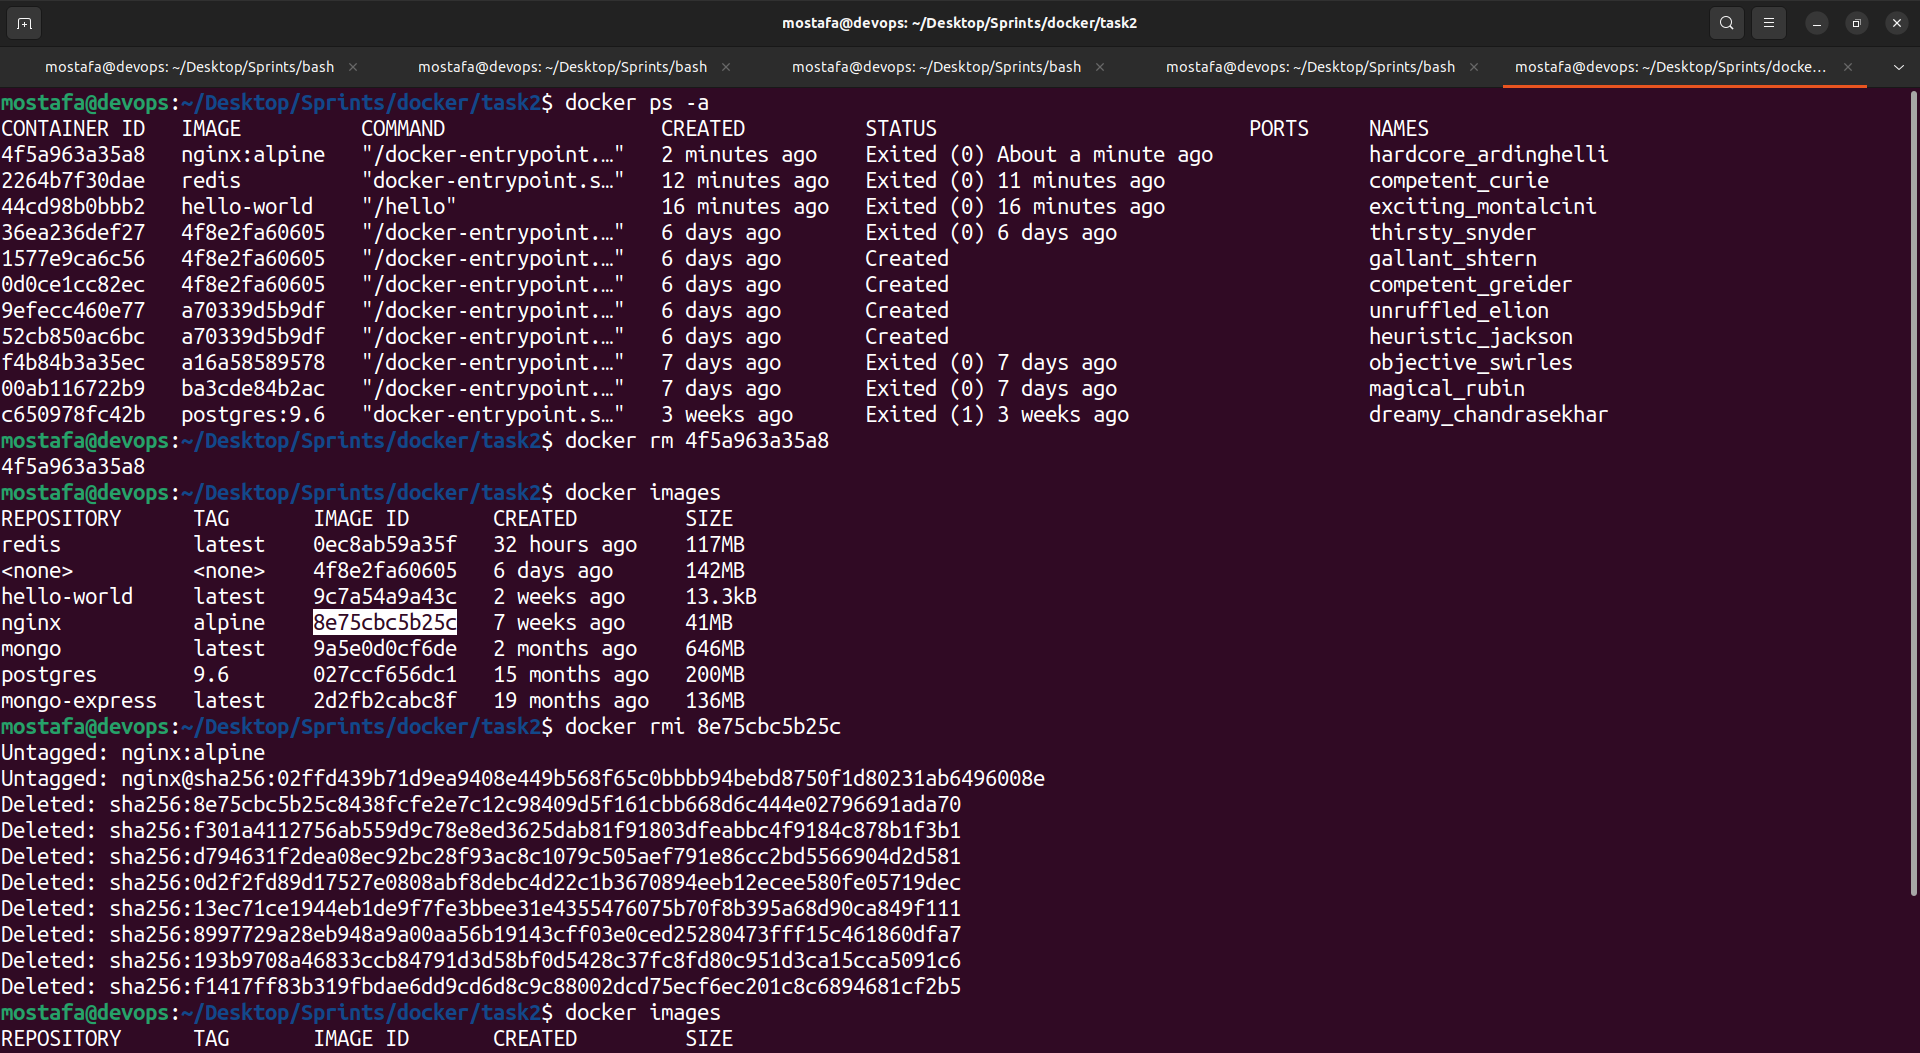 mostafa@devops: ~/Desktop/Sprints/docker/task2
mostafa@devops: ~/Desktop/Sprints/bash × mostafa@devops: ~/Desktop/Sprints/bash × mostafa@devops: ~/Desktop/Sprints/bash × mostafa@devops: ~/Desktop/Sprints/bash × mostafa@devops: ~/Desktop/Sprints/docke... ×
mostafa@devops:~/Desktop/Sprints/docker/task2$ docker ps -a
CONTAINER ID   IMAGE          COMMAND                  CREATED          STATUS                          PORTS     NAMES
4f5a963a35a8   nginx:alpine   "/docker-entrypoint.…"   2 minutes ago    Exited (0) About a minute ago             hardcore_ardinghelli
2264b7f30dae   redis          "docker-entrypoint.s…"   12 minutes ago   Exited (0) 11 minutes ago                 competent_curie
44cd98b0bbb2   hello-world    "/hello"                 16 minutes ago   Exited (0) 16 minutes ago                 exciting_montalcini
36ea236def27   4f8e2fa60605   "/docker-entrypoint.…"   6 days ago       Exited (0) 6 days ago                     thirsty_snyder
1577e9ca6c56   4f8e2fa60605   "/docker-entrypoint.…"   6 days ago       Created                                   gallant_shtern
0d0ce1cc82ec   4f8e2fa60605   "/docker-entrypoint.…"   6 days ago       Created                                   competent_greider
9efecc460e77   a70339d5b9df   "/docker-entrypoint.…"   6 days ago       Created                                   unruffled_elion
52cb850ac6bc   a70339d5b9df   "/docker-entrypoint.…"   6 days ago       Created                                   heuristic_jackson
f4b84b3a35ec   a16a58589578   "/docker-entrypoint.…"   7 days ago       Exited (0) 7 days ago                     objective_swirles
00ab116722b9   ba3cde84b2ac   "/docker-entrypoint.…"   7 days ago       Exited (0) 7 days ago                     magical_rubin
c650978fc42b   postgres:9.6   "docker-entrypoint.s…"   3 weeks ago      Exited (1) 3 weeks ago                    dreamy_chandrasekhar
mostafa@devops:~/Desktop/Sprints/docker/task2$ docker rm 4f5a963a35a8
4f5a963a35a8
mostafa@devops:~/Desktop/Sprints/docker/task2$ docker images
REPOSITORY      TAG       IMAGE ID       CREATED         SIZE
redis           latest    0ec8ab59a35f   32 hours ago    117MB
<none>          <none>    4f8e2fa60605   6 days ago      142MB
hello-world     latest    9c7a54a9a43c   2 weeks ago     13.3kB
nginx           alpine    8e75cbc5b25c   7 weeks ago     41MB
mongo           latest    9a5e0d0cf6de   2 months ago    646MB
postgres        9.6       027ccf656dc1   15 months ago   200MB
mongo-express   latest    2d2fb2cabc8f   19 months ago   136MB
mostafa@devops:~/Desktop/Sprints/docker/task2$ docker rmi 8e75cbc5b25c
Untagged: nginx:alpine
Untagged: nginx@sha256:02ffd439b71d9ea9408e449b568f65c0bbbb94bebd8750f1d80231ab6496008e
Deleted: sha256:8e75cbc5b25c8438fcfe2e7c12c98409d5f161cbb668d6c444e02796691ada70
Deleted: sha256:f301a4112756ab559d9c78e8ed3625dab81f91803dfeabbc4f9184c878b1f3b1
Deleted: sha256:d794631f2dea08ec92bc28f93ac8c1079c505aef791e86cc2bd5566904d2d581
Deleted: sha256:0d2f2fd89d17527e0808abf8debc4d22c1b3670894eeb12ecee580fe05719dec
Deleted: sha256:13ec71ce1944eb1de9f7fe3bbee31e4355476075b70f8b395a68d90ca849f111
Deleted: sha256:8997729a28eb948a9a00aa56b19143cff03e0ced25280473fff15c461860dfa7
Deleted: sha256:193b9708a46833ccb84791d3d58bf0d5428c37fc8fd80c951d3ca15cca5091c6
Deleted: sha256:f1417ff83b319fbdae6dd9cd6d8c9c88002dcd75ecf6ec201c8c6894681cf2b5
mostafa@devops:~/Desktop/Sprints/docker/task2$ docker images
REPOSITORY      TAG       IMAGE ID       CREATED         SIZE